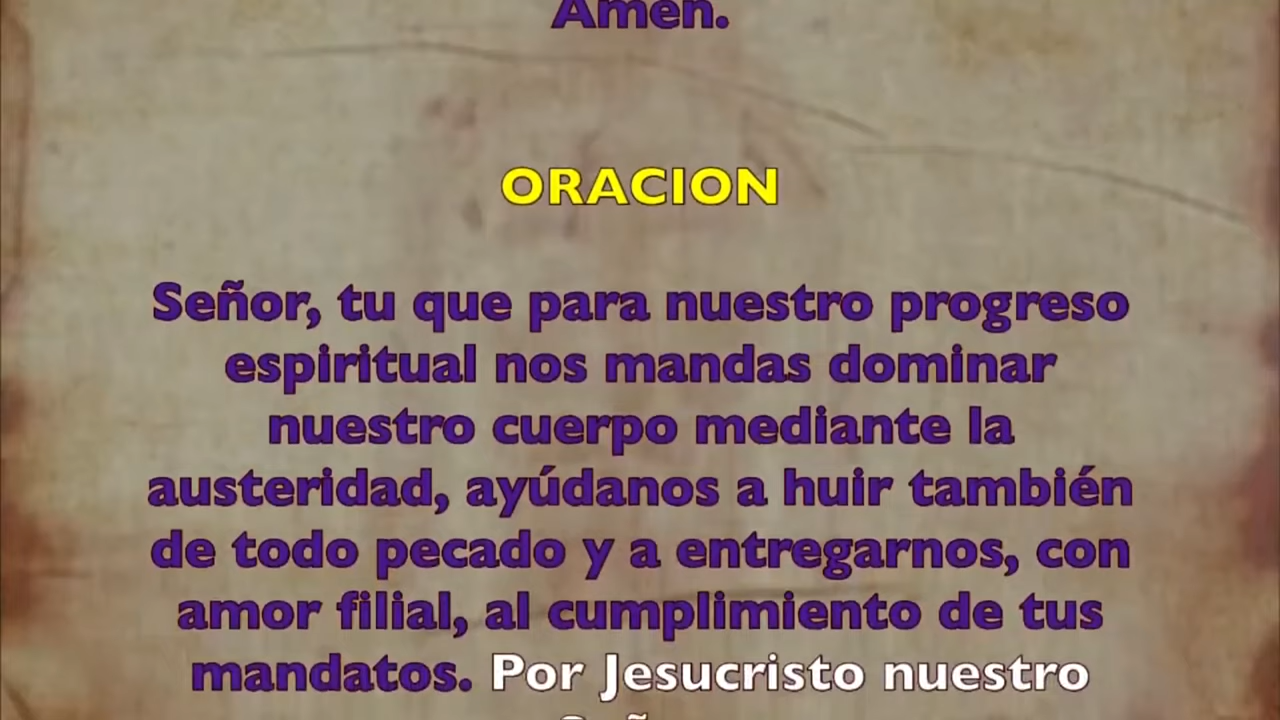 Amén.
ORACION
Señor, tu que para nuestro progreso
espiritual nos mandas dominar
nuestro cuerpo mediante la
austeridad, ayúdanos a huir también
de todo pecado y a entregarnos, con
amor filial, al cumplimiento de tus
mandatos. Por Jesucristo nuestro